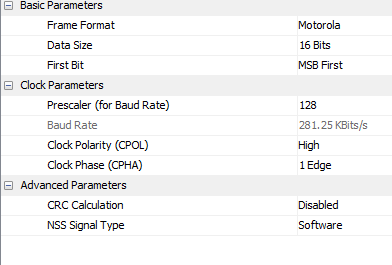 Basic Parameters
Frame Format Motorola
Data Size 16 Bits
First Bit MSB First
Clock Parameters
Prescaler (for Baud Rate) 128
Baud Rate 281.25 KBits/s
Clock Polarity (CPOL) High
Clock Phase (CPHA) 1 Edge
Advanced Parameters
CRC Calculation Disabled
NSS Signal Type Software